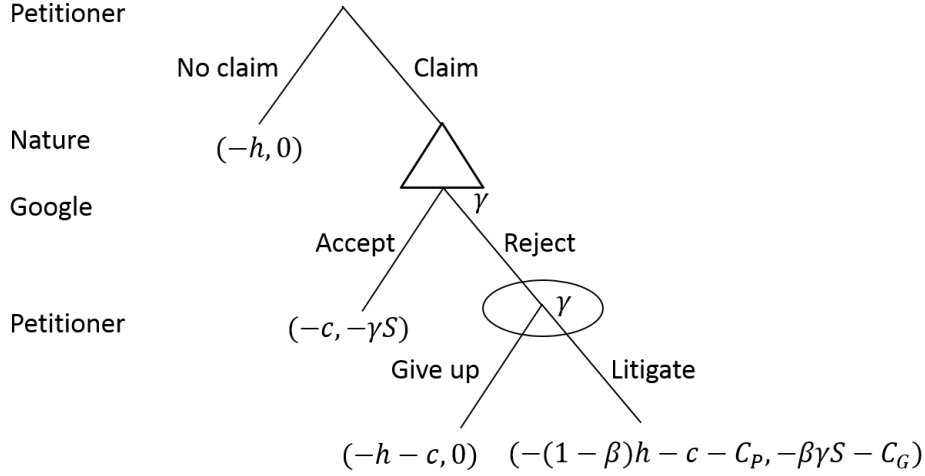 Petitioner
No claim Claim
Nature
(−h, 0)
Google
γ
Accept Reject
γ
Petitioner
(−c, −γS)
Give up Litigate
(−h − c, 0) (−(1 − β)h − c − C_P, −βγS − C_G)